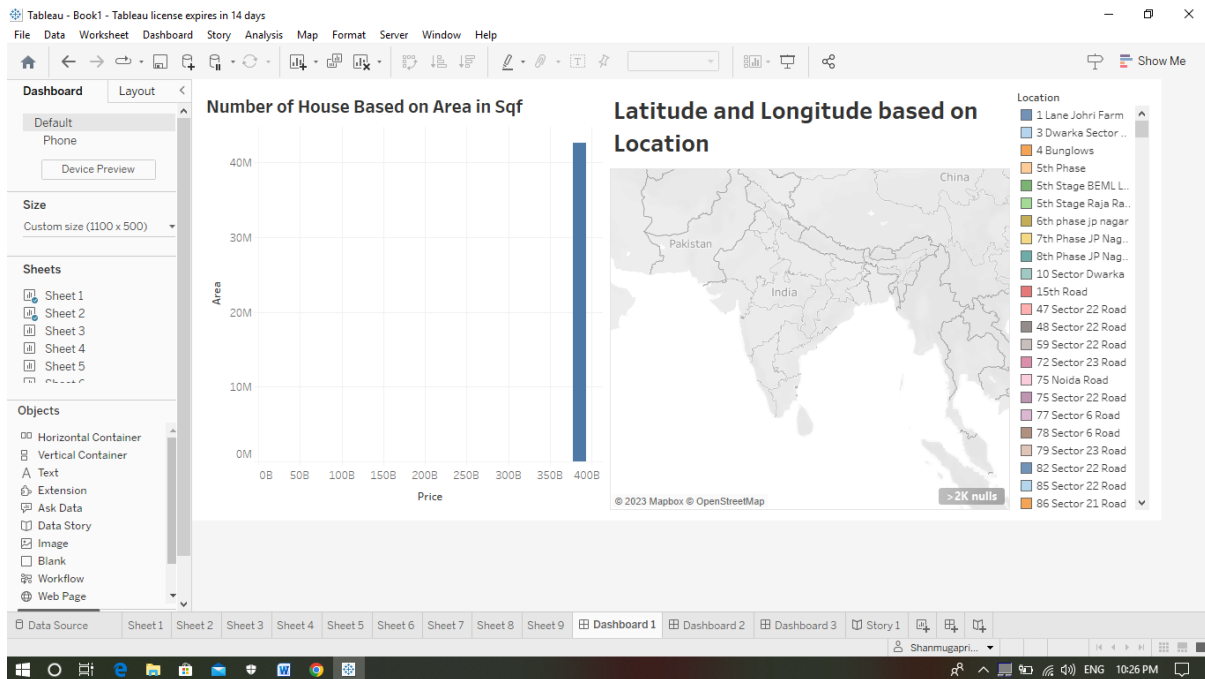 Tableau - Book1 - Tableau license expires in 14 days
File Data Worksheet Dashboard Story Analysis Map Format Server Window Help
Show Me
Dashboard Layout
Default
Phone
Device Preview
Size
Custom size (1100 x 500)
Sheets
Sheet 1
Sheet 2
Sheet 3
Sheet 4
Sheet 5
Objects
Horizontal Container
Vertical Container
Text
Extension
Ask Data
Data Story
Image
Blank
Workflow
Web Page
Number of House Based on Area in Sqf
40M
30M
20M
10M
0M
Area
0B 50B 100B 150B 200B 250B 300B 350B 400B
Price
Latitude and Longitude based on
Location
China
Pakistan
India
© 2023 Mapbox © OpenStreetMap
>2K nulls
Location
1 Lane Johri Farm
3 Dwarka Sector ..
4 Bunglows
5th Phase
5th Stage BEML L..
5th Stage Raja Ra..
6th phase jp nagar
7th Phase JP Nag..
8th Phase JP Nag..
10 Sector Dwarka
15th Road
47 Sector 22 Road
48 Sector 22 Road
59 Sector 22 Road
72 Sector 23 Road
75 Noida Road
75 Sector 22 Road
77 Sector 6 Road
78 Sector 6 Road
79 Sector 23 Road
82 Sector 22 Road
85 Sector 22 Road
86 Sector 21 Road
Data Source Sheet 1 Sheet 2 Sheet 3 Sheet 4 Sheet 5 Sheet 6 Sheet 7 Sheet 8 Sheet 9 Dashboard 1 Dashboard 2 Dashboard 3 Story 1
Shanmugapri...
ENG 10:26 PM